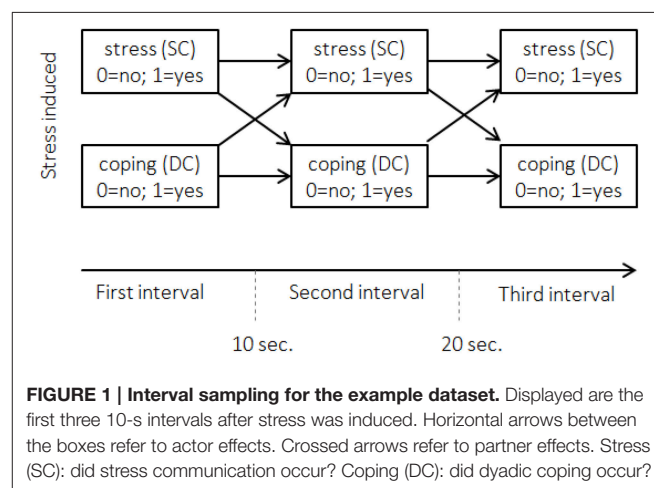 Stress induced
stress (SC)
0=no; 1=yes
stress (SC)
0=no; 1=yes
stress (SC)
0=no; 1=yes
coping (DC)
0=no; 1=yes
coping (DC)
0=no; 1=yes
coping (DC)
0=no; 1=yes
First interval
Second interval
Third interval
10 sec.
20 sec.
FIGURE 1 | Interval sampling for the example dataset. Displayed are the
first three 10-s intervals after stress was induced. Horizontal arrows between
the boxes refer to actor effects. Crossed arrows refer to partner effects. Stress
(SC): did stress communication occur? Coping (DC): did dyadic coping occur?